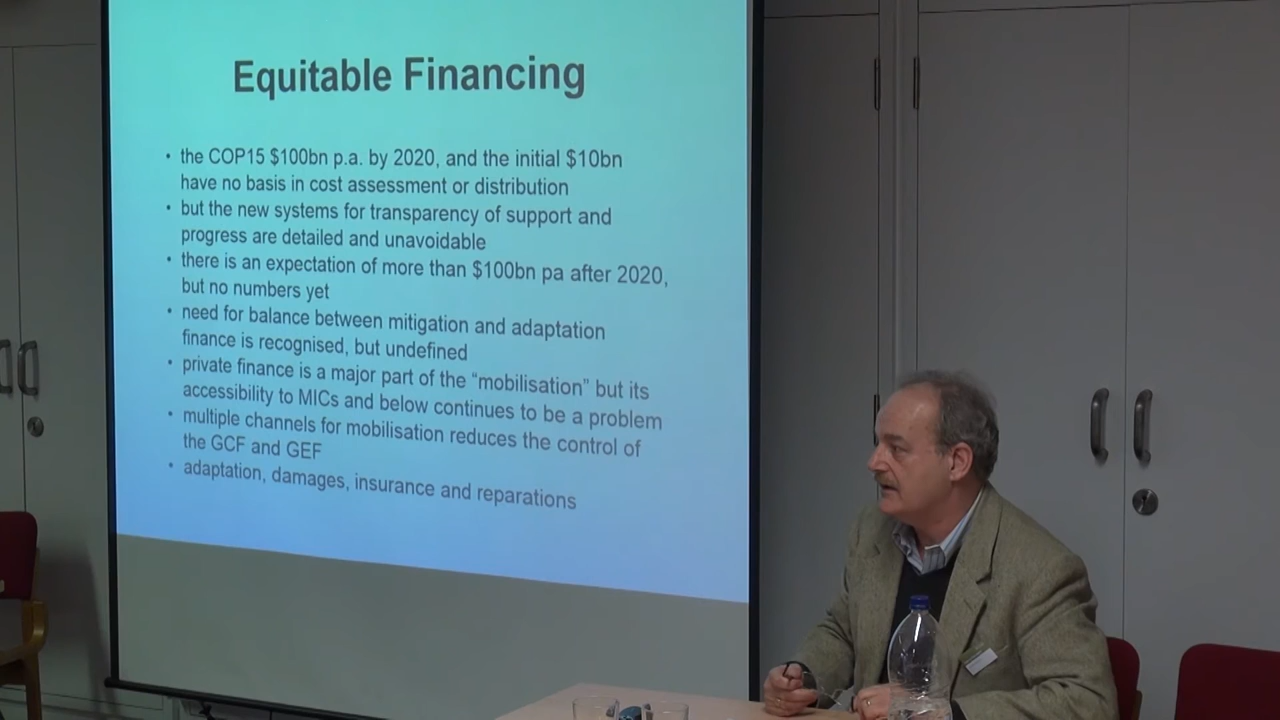 Equitable Financing
• the COP15 $100bn p.a. by 2020, and the initial $10bn
have no basis in cost assessment or distribution
• but the new systems for transparency of support and
progress are detailed and unavoidable
• there is an expectation of more than $100bn pa after 2020,
but no numbers yet
• need for balance between mitigation and adaptation
finance is recognised, but undefined
• private finance is a major part of the “mobilisation” but its
accessibility to MICs and below continues to be a problem
• multiple channels for mobilisation reduces the control of
the GCF and GEF
• adaptation, damages, insurance and reparations